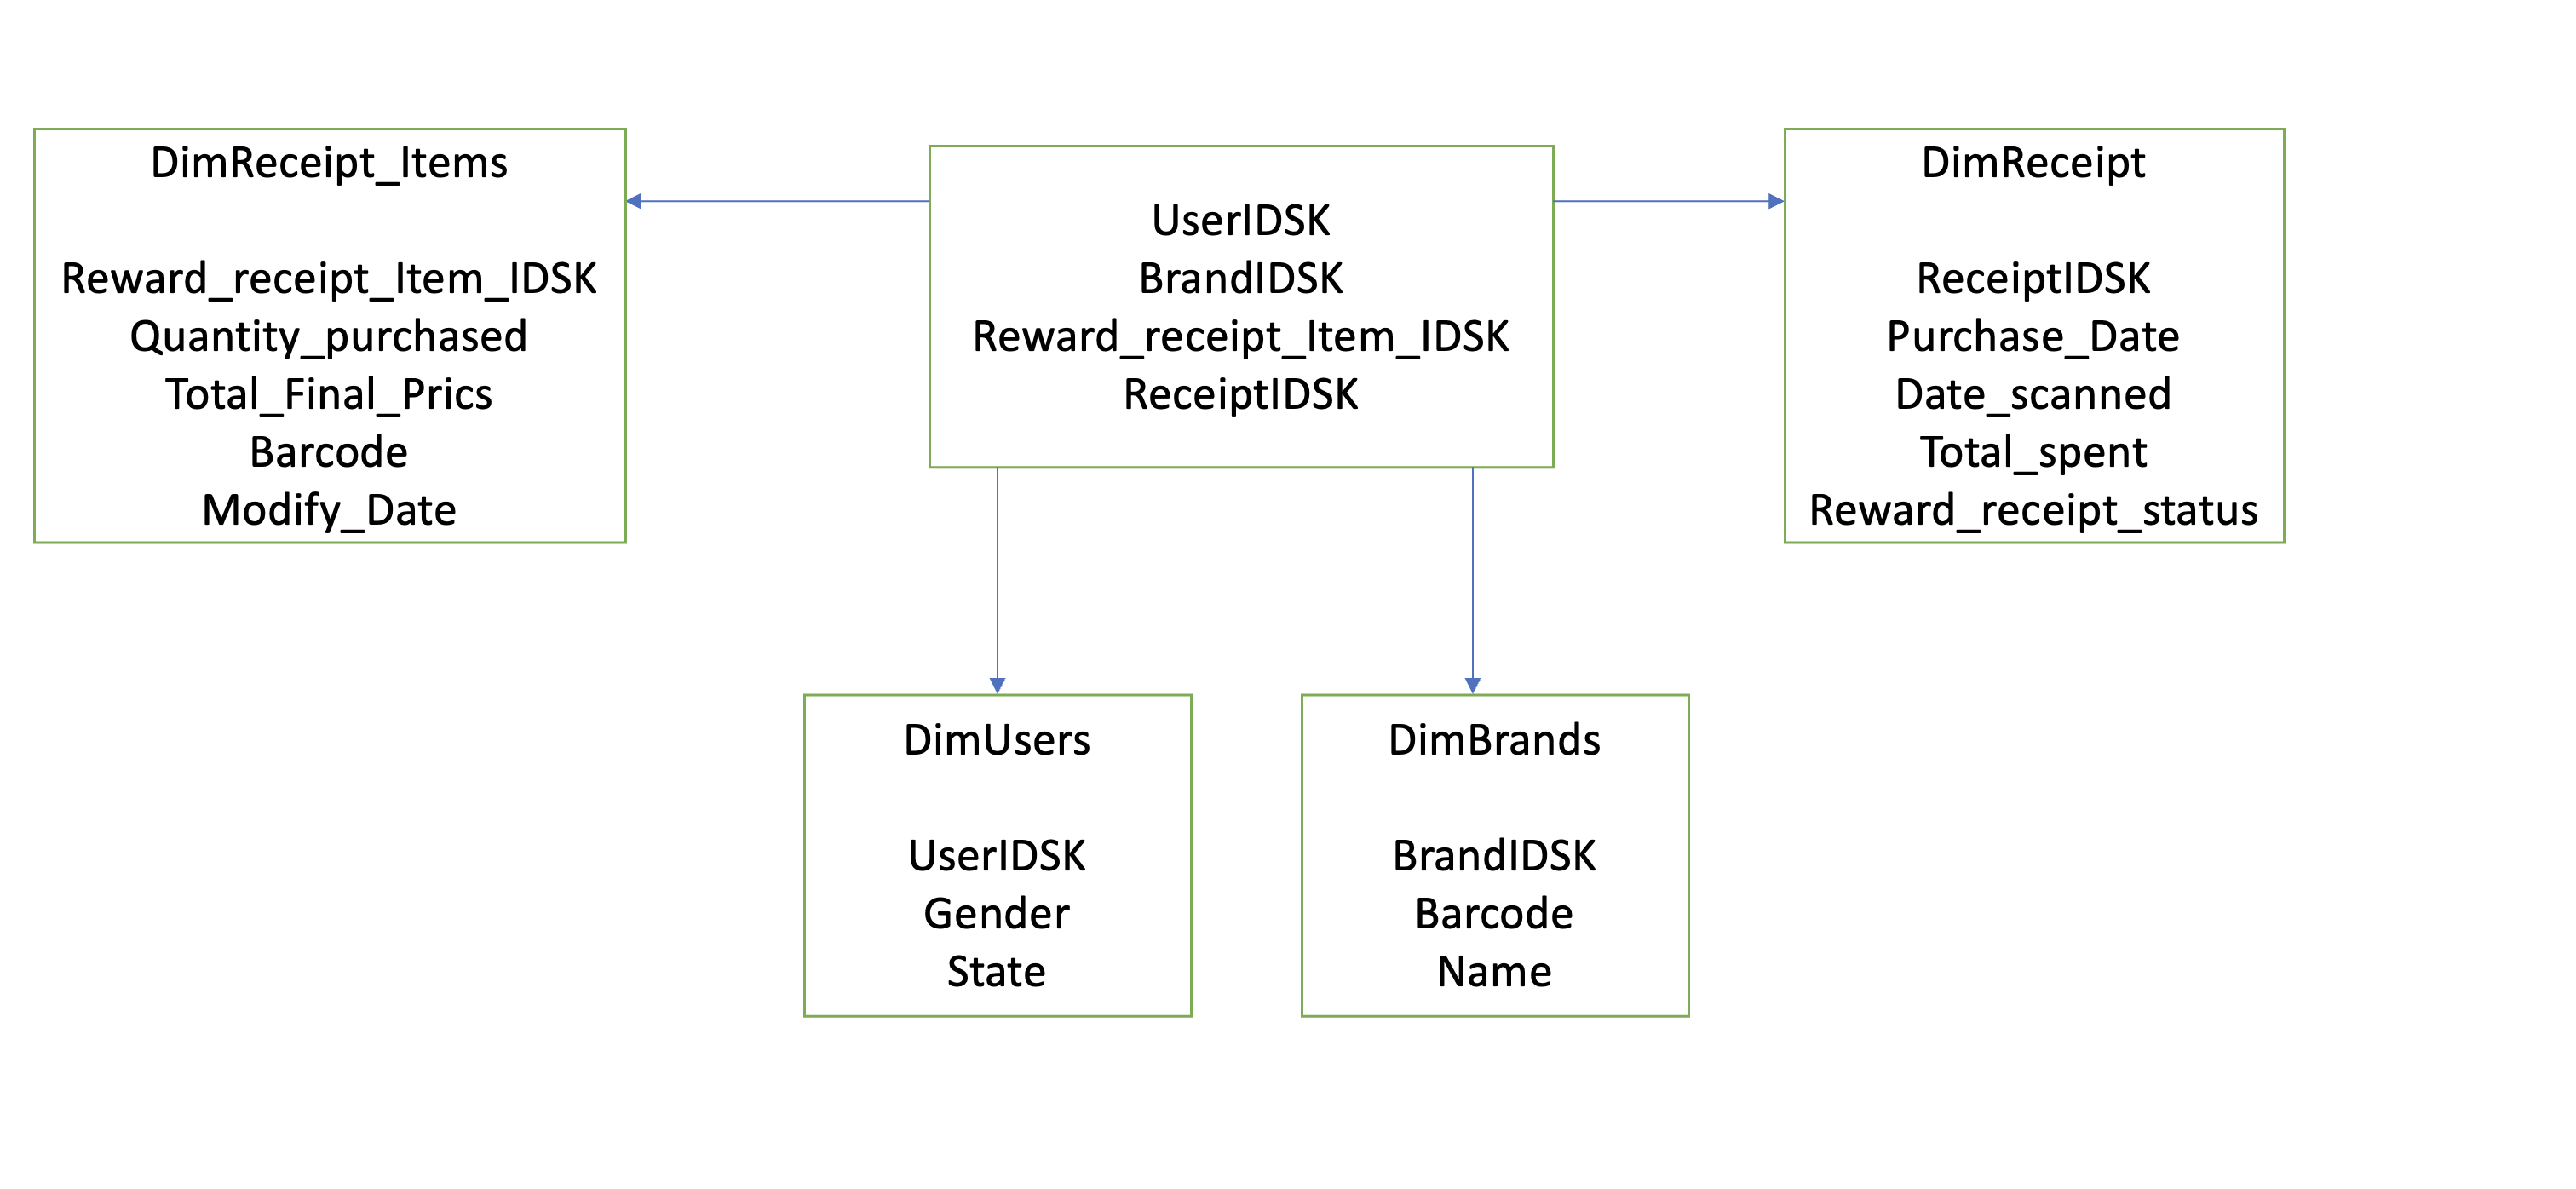 DimReceipt_Items
Reward_receipt_Item_IDSK
Quantity_purchased
Total_Final_Prics
Barcode
Modify_Date
UserIDSK
BrandIDSK
Reward_receipt_Item_IDSK
ReceiptIDSK
DimReceipt
ReceiptIDSK
Purchase_Date
Date_scanned
Total_spent
Reward_receipt_status
DimUsers
UserIDSK
Gender
State
DimBrands
BrandIDSK
Barcode
Name